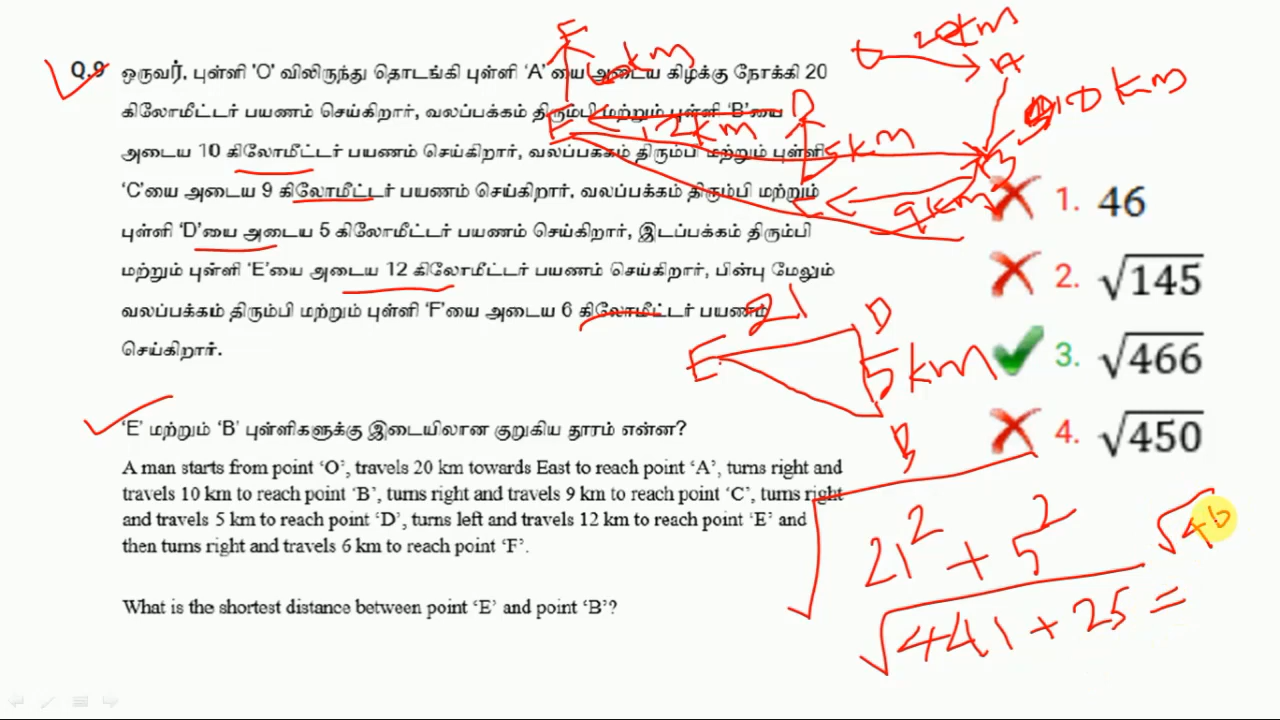 Q.9 ஒருவர், புள்ளி 'O' விலிருந்து தொடங்கி புள்ளி 'A' யை அடைய கிழக்கு நோக்கி 20
கிலோமீட்டர் பயணம் செய்கிறார், வலப்பக்கம் திரும்பி மற்றும் புள்ளி 'B'யை
அடைய 10 கிலோமீட்டர் பயணம் செய்கிறார், வலப்பக்கம் திரும்பி மற்றும் புள்ளி
'C'யை அடைய 9 கிலோமீட்டர் பயணம் செய்கிறார், வலப்பக்கம் திரும்பி மற்றும்
புள்ளி 'D'யை அடைய 5 கிலோமீட்டர் பயணம் செய்கிறார், இடப்பக்கம் திரும்பி
மற்றும் புள்ளி 'E'யை அடைய 12 கிலோமீட்டர் பயணம் செய்கிறார், பின்பு மேலும்
வலப்பக்கம் திரும்பி மற்றும் புள்ளி 'F'யை அடைய 6 கிலோமீட்டர் பயணம்
செய்கிறார்.
'E' மற்றும் 'B' புள்ளிகளுக்கு இடையிலான குறுகிய தூரம் என்ன?
A man starts from point 'O', travels 20 km towards East to reach point 'A', turns right and
travels 10 km to reach point 'B', turns right and travels 9 km to reach point 'C', turns right
and travels 5 km to reach point 'D', turns left and travels 12 km to reach point 'E' and
then turns right and travels 6 km to reach point 'F'.
What is the shortest distance between point 'E' and point 'B'?
1. 46
2. √145
3. √466
4. √450
20km
A
10 km
B
9km
C
5km
D
12km
E
F
21
D
E
5km
B
√21² + 5²
√441 + 25 =